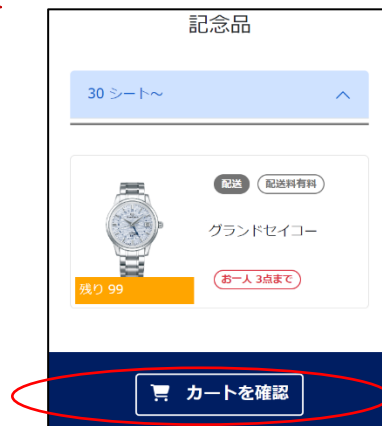 記念品
30 シート～
配送 配送料有料
グランドセイコー
残り 99
お一人 3点まで
カートを確認